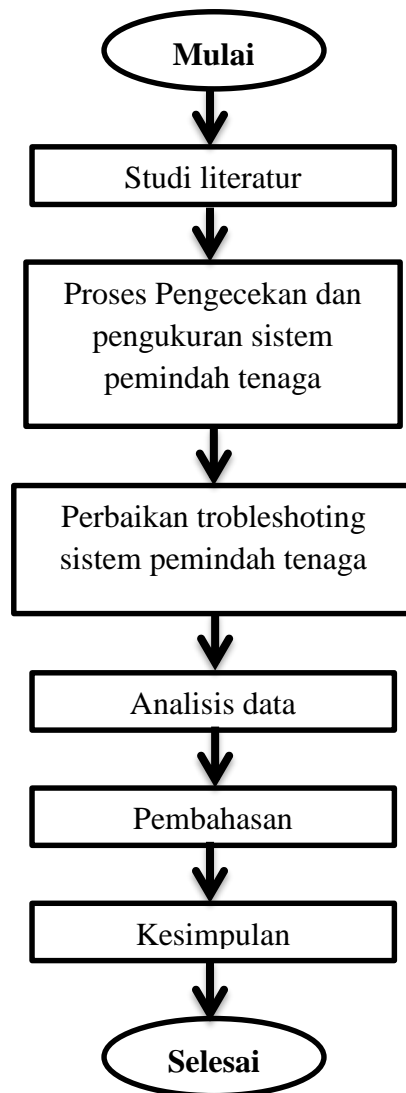 Mulai
Studi literatur
Proses Pengecekan dan
pengukuran sistem
pemindah tenaga
Perbaikan trobleshoting
sistem pemindah tenaga
Analisis data
Pembahasan
Kesimpulan
Selesai